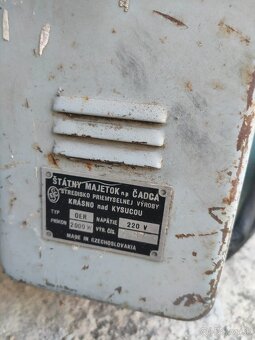 ŠTÁTNY MAJETOK n.p. ČADCA
STREDISKO PRIEMYSELNEJ VÝROBY
KRÁSNO nad KYSUCOU
TYP OEH NAPÄTIE 220 V
PRÍKON 2000 W VÝR. ČÍS.
MADE IN CZECHOSLOVAKIA